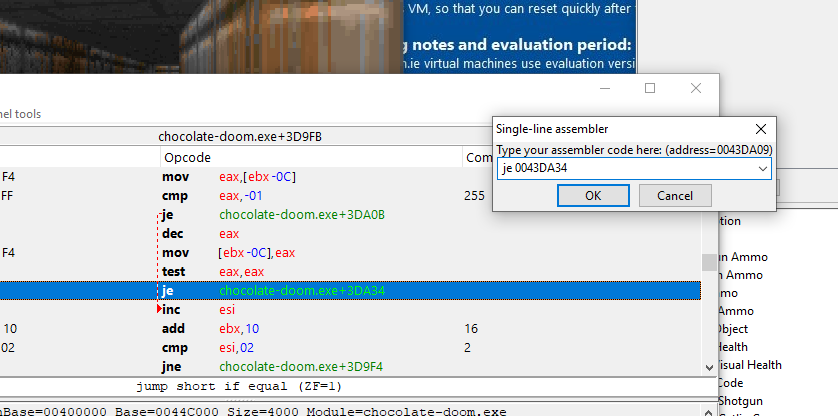 VM, so that you can reset quickly after
notes and evaluation period:
.ie virtual machines use evaluation versi
nel tools
chocolate-doom.exe+3D9FB
Opcode Com
F4 mov eax,[ebx-0C]
FF cmp eax,-01 255
je chocolate-doom.exe+3DA0B
dec eax
F4 mov [ebx-0C],eax
test eax,eax
je chocolate-doom.exe+3DA34
inc esi
10 add ebx,10 16
02 cmp esi,02 2
jne chocolate-doom.exe+3D9F4
jump short if equal (ZF=1)
Base=00400000 Base=0044C000 Size=4000 Module=chocolate-doom.exe
Single-line assembler
Type your assembler code here: (address=0043DA09)
je 0043DA34
OK Cancel
tion
un Ammo
n Ammo
mo
Ammo
Object
Health
isual Health
Code
Shotgun